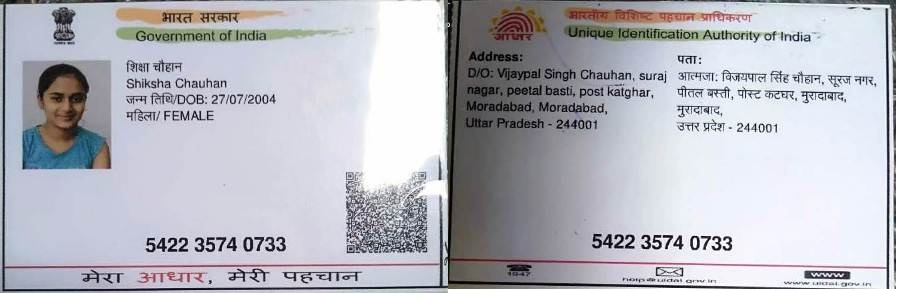 भारत सरकार
Government of India
शिक्षा चौहान
Shiksha Chauhan
जन्म तिथि/DOB: 27/07/2004
महिला/ FEMALE
5422 3574 0733
मेरा आधार, मेरी पहचान
आधार
भारतीय विशिष्ट पहचान प्राधिकरण
Unique Identification Authority of India
Address:
D/O: Vijaypal Singh Chauhan, suraj
nagar, peetal basti, post katghar,
Moradabad, Moradabad,
Uttar Pradesh - 244001
पता:
आत्मजा: विजयपाल सिंह चौहान, सूरज नगर,
पीतल बस्ती, पोस्ट कटघर, मुरादाबाद,
मुरादाबाद,
उत्तर प्रदेश - 244001
5422 3574 0733
1947
help@uidai.gov.in
www
www.uidai.gov.in